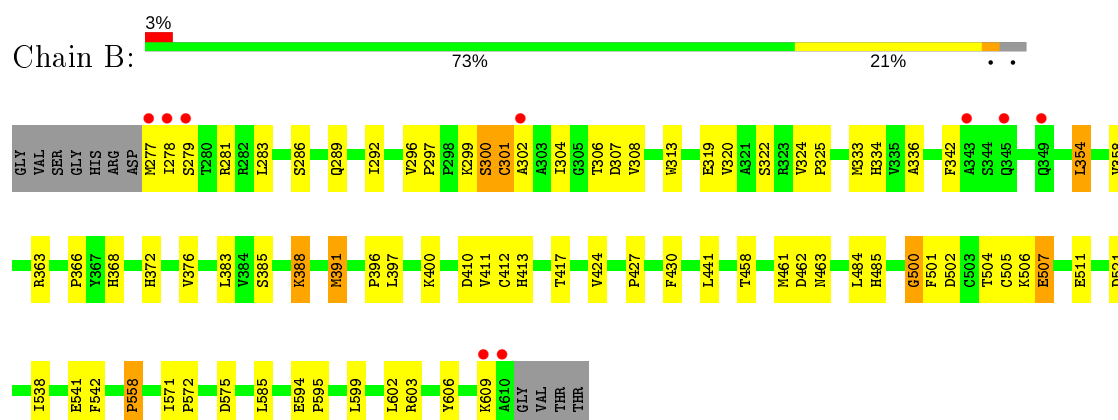 3%
Chain B:
73% 21% • •
GLY VAL SER GLY HIS ARG ASP M277 I278 S279 T280 R281 R282 L283 S286 Q289 I292 V296 P297 P298 K299 S300 C301 A302 A303 I304 G305 T306 D307 V308 W313 E319 V320 A321 S322 R323 V324 P325 M333 H334 V335 A336 F342 A343 S344 Q345 Q349 L354 V358
R363 P366 Y367 H368 H372 V376 L383 V384 S385 K388 M391 P396 L397 K400 D410 V411 C412 H413 T417 V424 P427 F430 L441 T458 M461 D462 N463 L484 H485 G500 F501 D502 C503 T504 C505 K506 E507 E511 D521
I538 E541 F542 P558 I571 P572 D575 L585 E594 P595 L599 L602 R603 Y606 K609 A610 GLY VAL THR THR